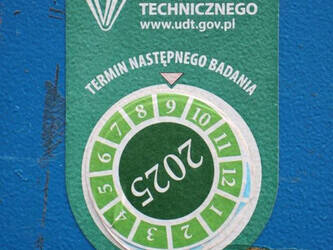 TECHNICZNEGO
www.udt.gov.pl
TERMIN NASTĘPNEGO BADANIA
1 2 3 4 5 6 7 8 9 10 11 12
2025